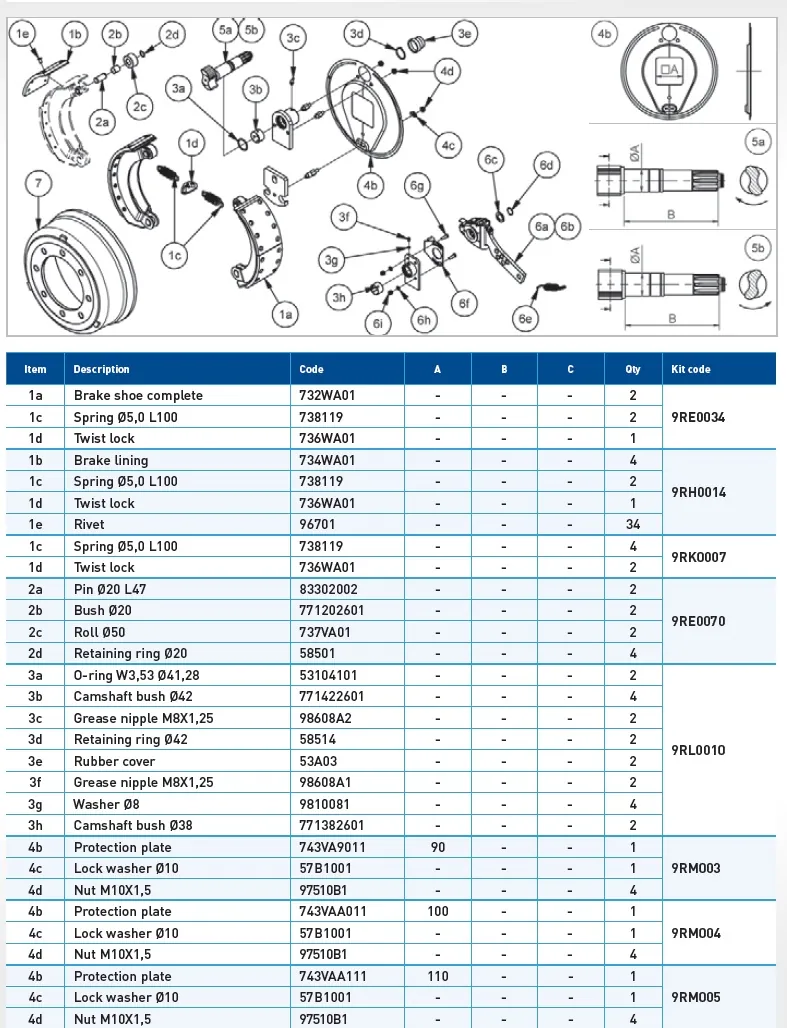 1e 1b 2b 2d 5a 5b 3c 3d 3e 4b
3a 3b 4d
2a 2c
□A
1d 4c 5a
7 4b 6c 6d
ØA
B
3f 6g
3g 6a 6b
1c 5b
ØA
3h 6f
B
1a 6i 6h 6e
Item Description Code A B C Qty Kit code
1a Brake shoe complete 732WA01 - - - 2
1c Spring Ø5,0 L100 738119 - - - 2 9RE0034
1d Twist lock 736WA01 - - - 1
1b Brake lining 734WA01 - - - 4
1c Spring Ø5,0 L100 738119 - - - 2
9RH0014
1d Twist lock 736WA01 - - - 1
1e Rivet 96701 - - - 34
1c Spring Ø5,0 L100 738119 - - - 4
9RK0007
1d Twist lock 736WA01 - - - 2
2a Pin Ø20 L47 83302002 - - - 2
2b Bush Ø20 771202601 - - - 2
9RE0070
2c Roll Ø50 737VA01 - - - 2
2d Retaining ring Ø20 58501 - - - 4
3a O-ring W3,53 Ø41,28 53104101 - - - 2
3b Camshaft bush Ø42 771422601 - - - 4
3c Grease nipple M8X1,25 98608A2 - - - 2
3d Retaining ring Ø42 58514 - - - 2
9RL0010
3e Rubber cover 53A03 - - - 2
3f Grease nipple M8X1,25 98608A1 - - - 2
3g Washer Ø8 9810081 - - - 4
3h Camshaft bush Ø38 771382601 - - - 2
4b Protection plate 743VA9011 90 - - 1
4c Lock washer Ø10 57B1001 - - - 1 9RM003
4d Nut M10X1,5 97510B1 - - - 4
4b Protection plate 743VAA011 100 - - 1
4c Lock washer Ø10 57B1001 - - - 1 9RM004
4d Nut M10X1,5 97510B1 - - - 4
4b Protection plate 743VAA111 110 - - 1
4c Lock washer Ø10 57B1001 - - - 1 9RM005
4d Nut M10X1,5 97510B1 - - - 4